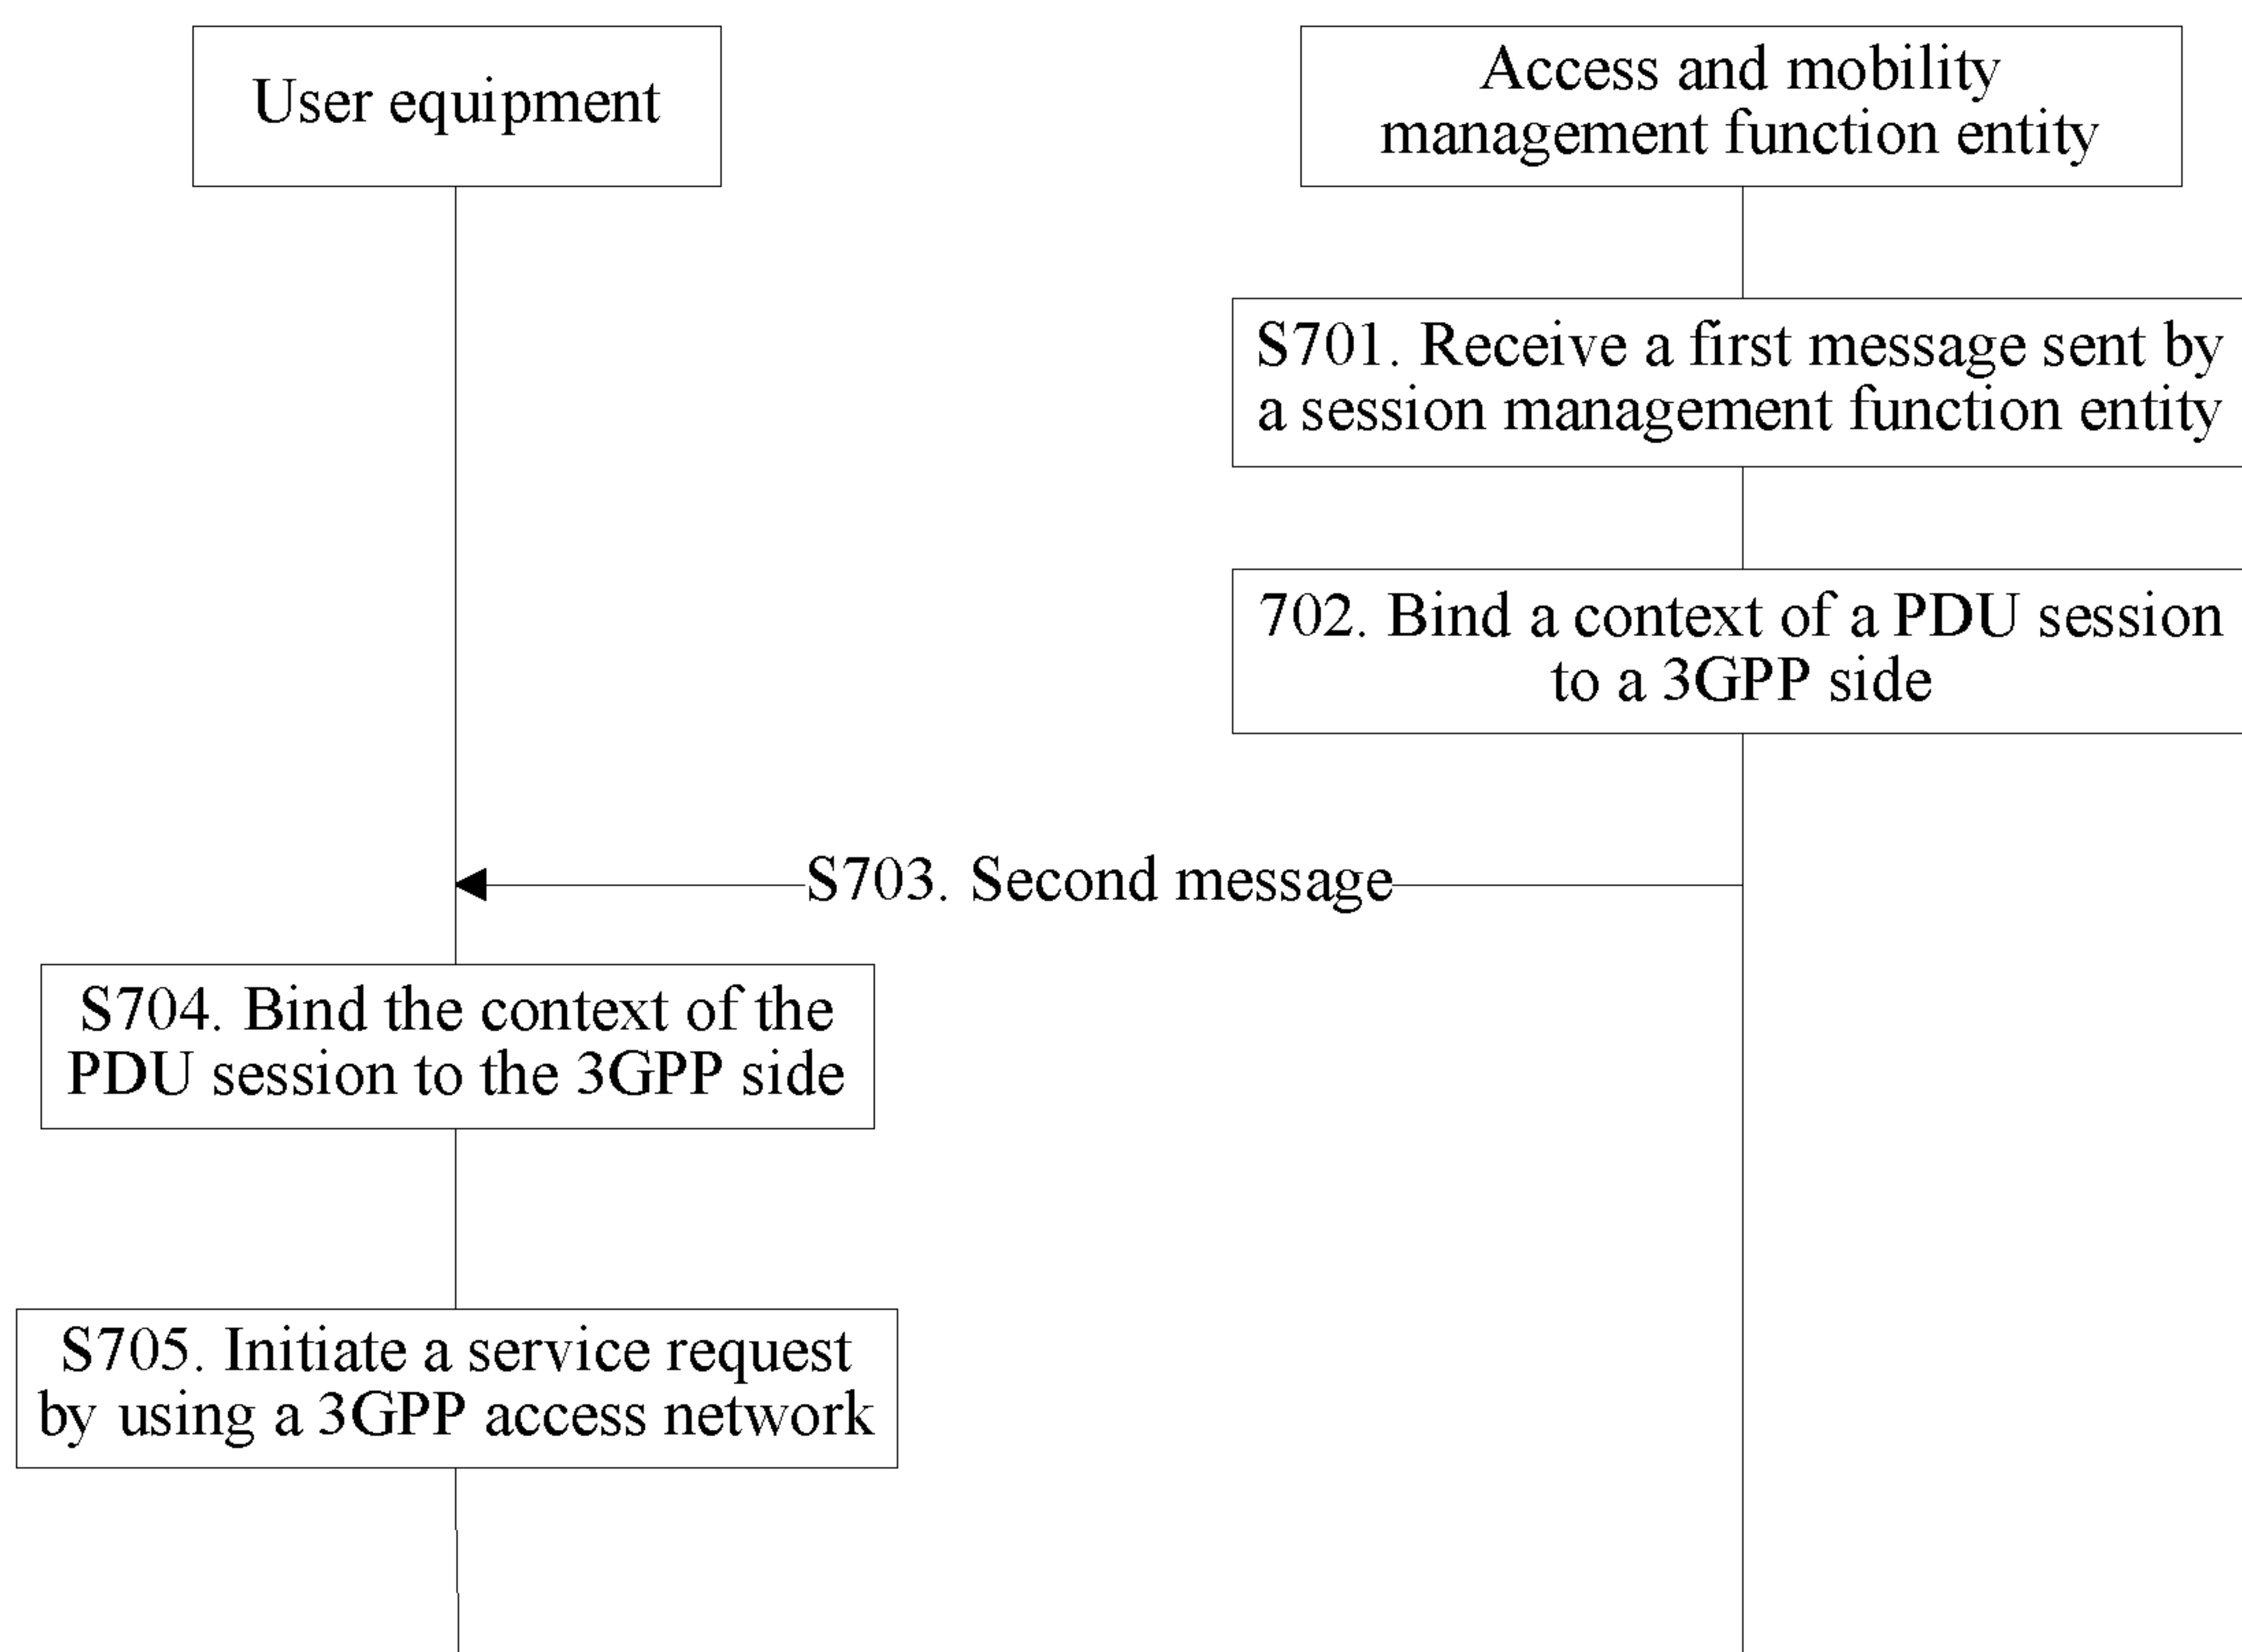 User equipment
Access and mobility
management function entity
S701. Receive a first message sent by
a session management function entity
702. Bind a context of a PDU session
to a 3GPP side
S703. Second message
S704. Bind the context of the
PDU session to the 3GPP side
S705. Initiate a service request
by using a 3GPP access network